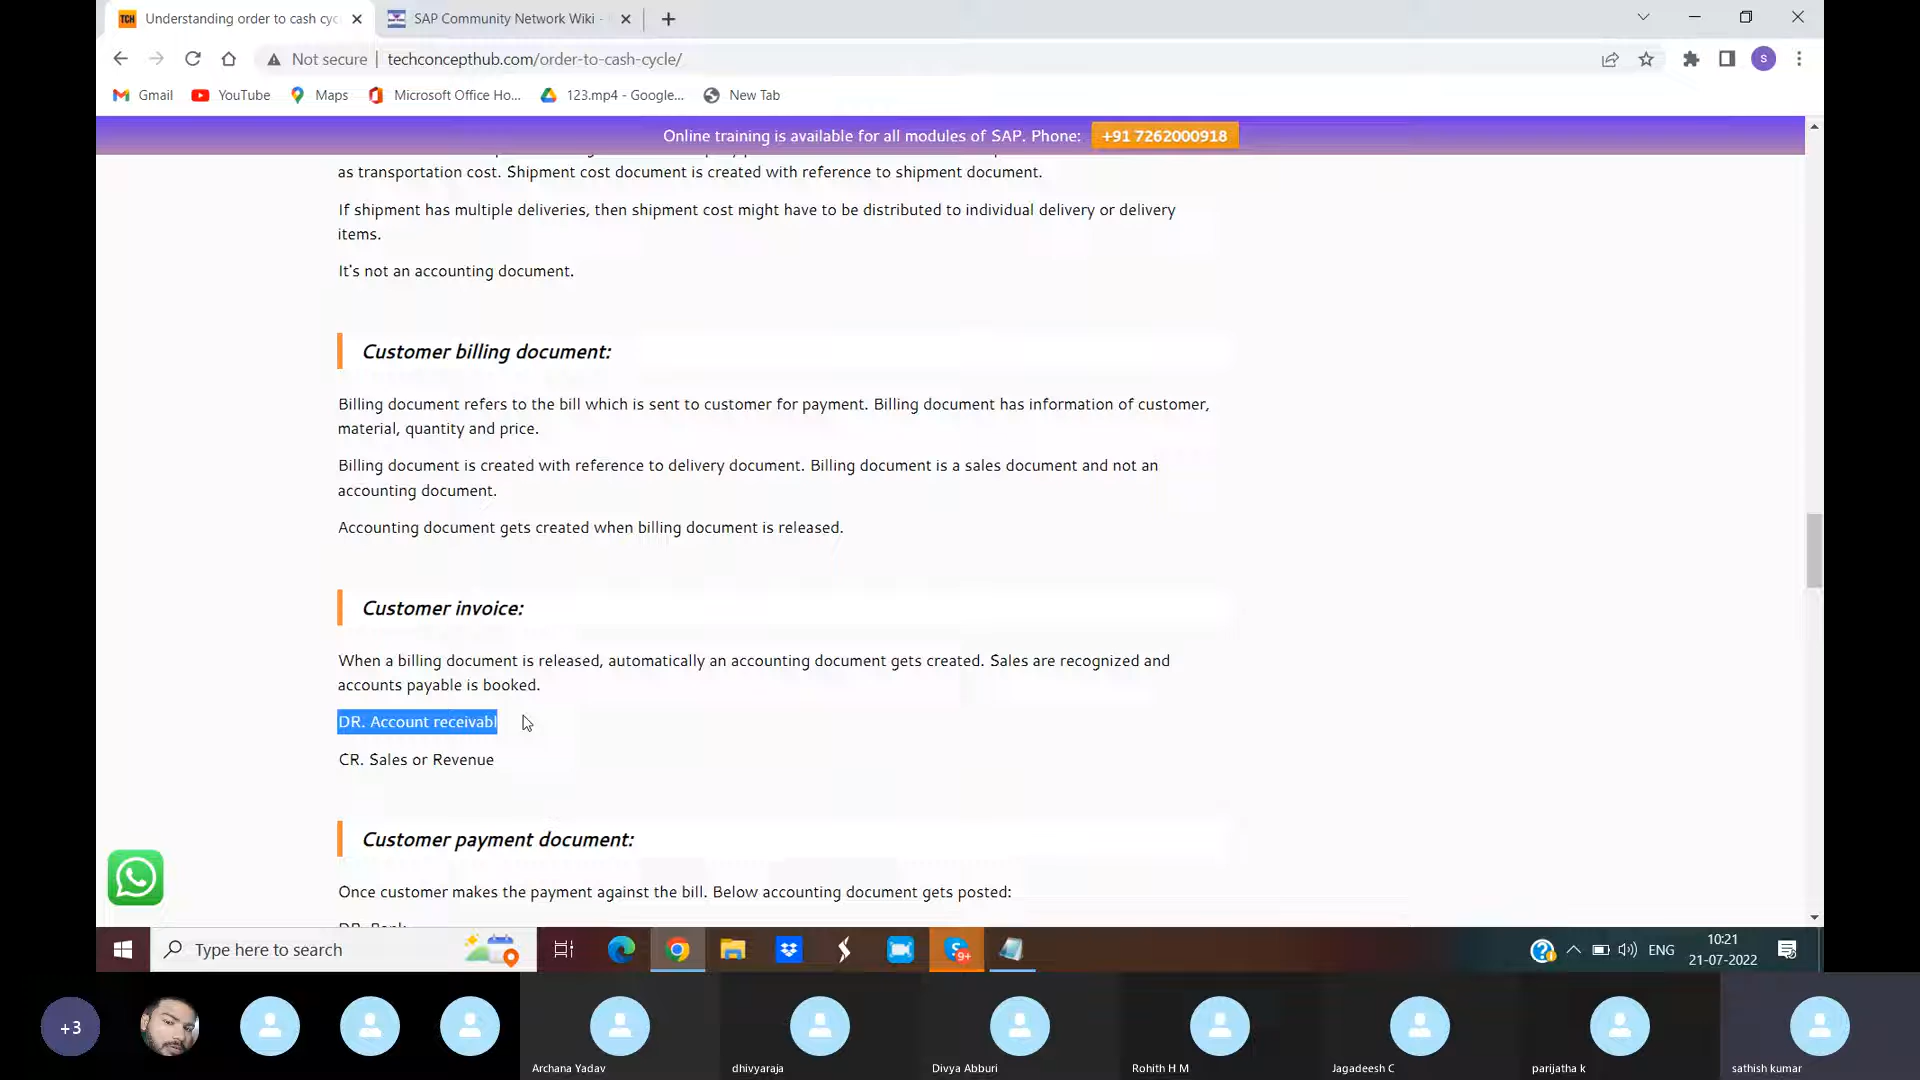 Understanding order to cash cyc
SAP Community Network Wiki -
Not secure
techconcepthub.com/order-to-cash-cycle/
S
Gmail
YouTube
Maps
Microsoft Office Ho...
123.mp4 - Google...
New Tab
Online training is available for all modules of SAP. Phone: +91 7262000918
as transportation cost. Shipment cost document is created with reference to shipment document.
If shipment has multiple deliveries, then shipment cost might have to be distributed to individual delivery or delivery
items.
It's not an accounting document.
Customer billing document:
Billing document refers to the bill which is sent to customer for payment. Billing document has information of customer,
material, quantity and price.
Billing document is created with reference to delivery document. Billing document is a sales document and not an
accounting document.
Accounting document gets created when billing document is released.
Customer invoice:
When a billing document is released, automatically an accounting document gets created. Sales are recognized and
accounts payable is booked.
DR. Account receivabl
CR. Sales or Revenue
Customer payment document:
Once customer makes the payment against the bill. Below accounting document gets posted:
DR. Bank
Type here to search
9+
ENG
10:21
21-07-2022
+3
Archana Yadav
dhivyaraja
Divya Abburi
Rohith H M
Jagadeesh C
parijatha k
sathish kumar